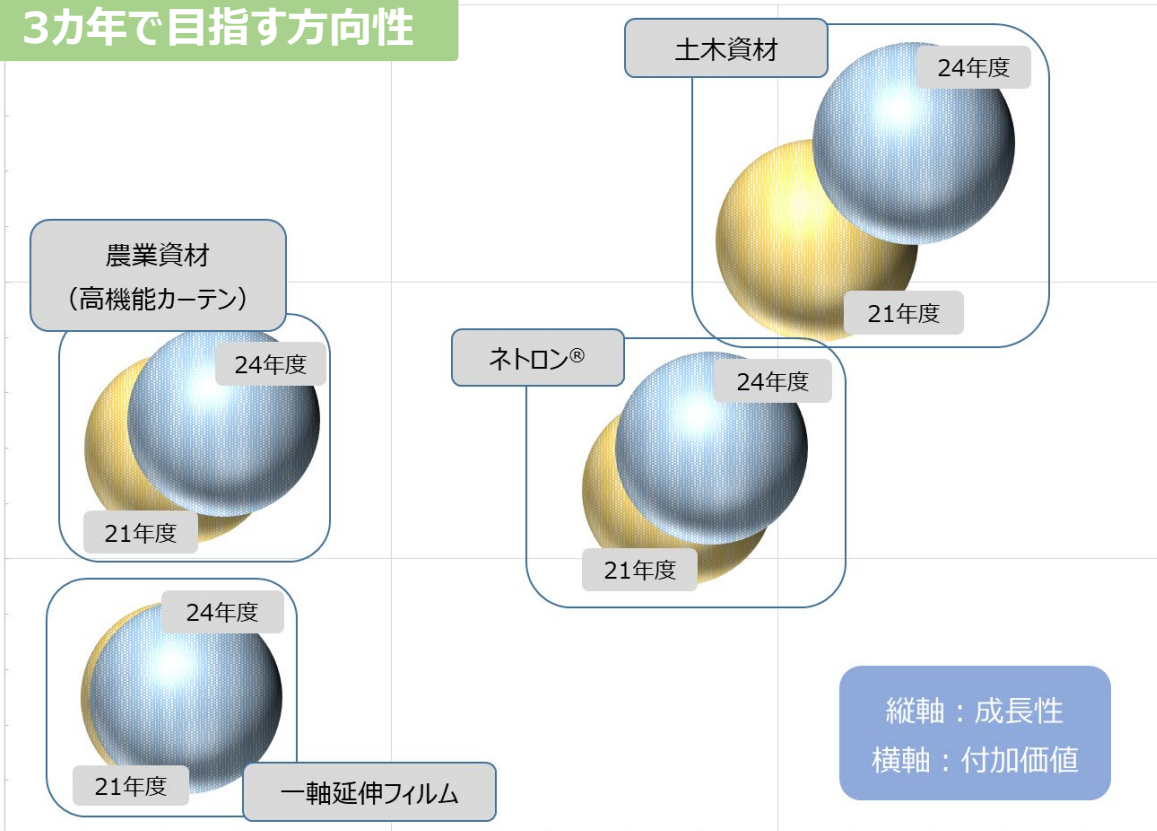 3カ年で目指す方向性
土木資材
24年度
21年度
農業資材
（高機能カーテン）
24年度
21年度
ネトロン®
24年度
21年度
24年度
21年度
一軸延伸フィルム
縦軸：成長性
横軸：付加価値